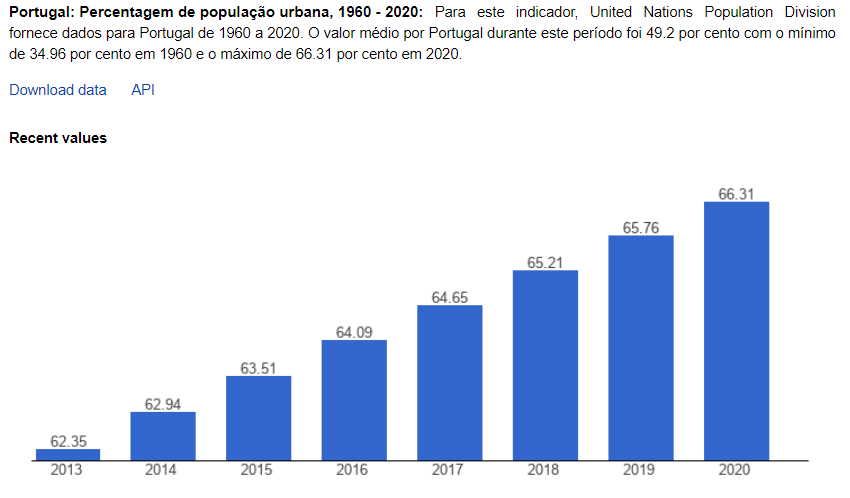 Portugal: Percentagem de população urbana, 1960 - 2020: Para este indicador, United Nations Population Division
fornece dados para Portugal de 1960 a 2020. O valor médio por Portugal durante este período foi 49.2 por cento com o mínimo
de 34.96 por cento em 1960 e o máximo de 66.31 por cento em 2020.
Download data API
Recent values
66.31
65.76
65.21
64.65
64.09
63.51
62.94
62.35
2013 2014 2015 2016 2017 2018 2019 2020